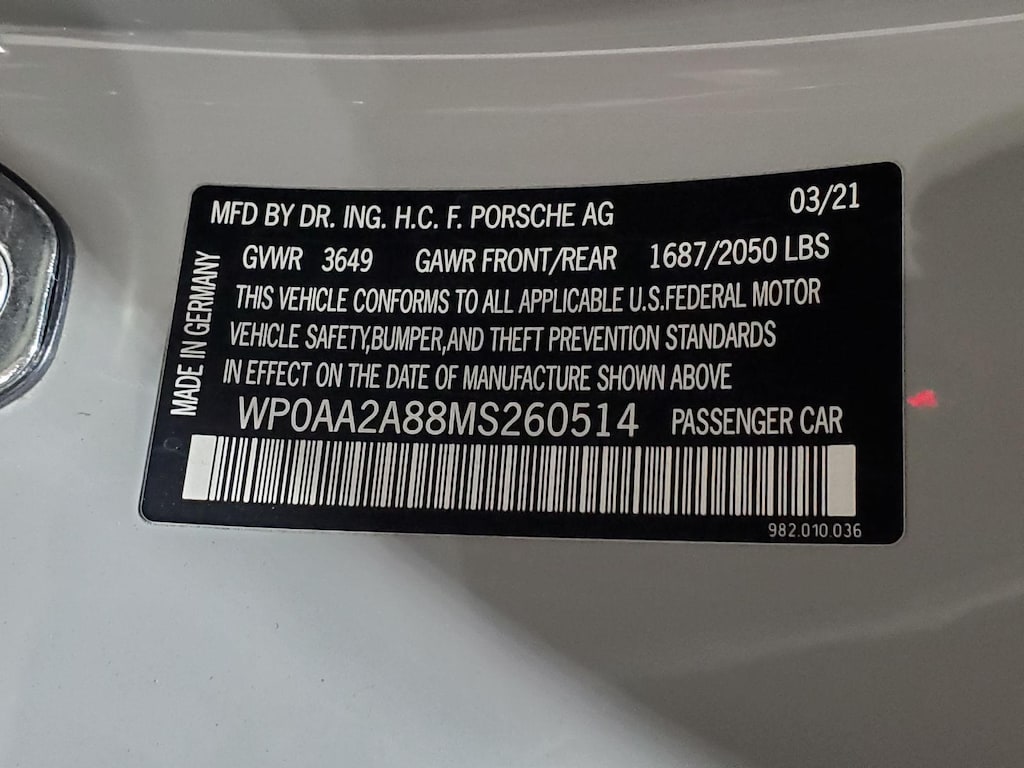 MFD BY DR. ING. H.C. F. PORSCHE AG 03/21
GVWR 3649 GAWR FRONT/REAR 1687/2050 LBS
THIS VEHICLE CONFORMS TO ALL APPLICABLE U.S.FEDERAL MOTOR
VEHICLE SAFETY,BUMPER,AND THEFT PREVENTION STANDARDS
IN EFFECT ON THE DATE OF MANUFACTURE SHOWN ABOVE
WP0AA2A88MS260514 PASSENGER CAR
MADE IN GERMANY
982.010.036